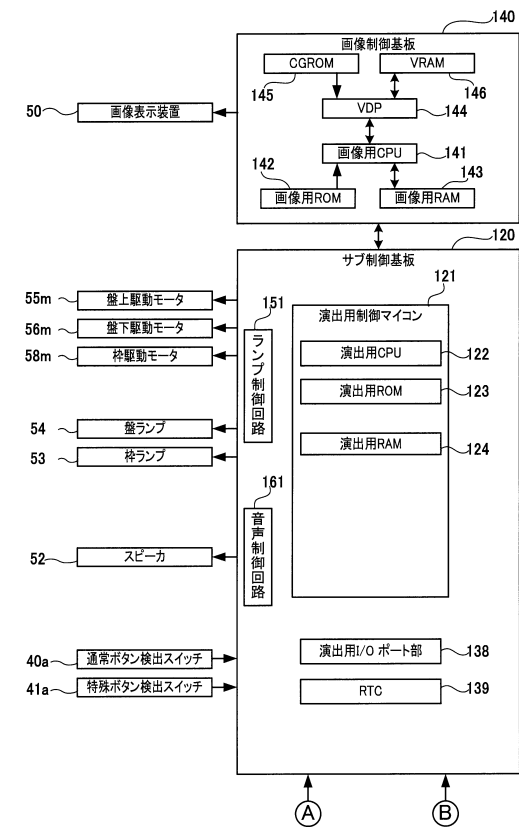 140
画像制御基板
CGROM
VRAM
145
146
50
画像表示装置
VDP
144
画像用CPU
141
142
143
画像用ROM
画像用RAM
120
サブ制御基板
121
55m
盤上駆動モータ
151
演出用制御マイコン
56m
盤下駆動モータ
58m
枠駆動モータ
ランプ制御回路
演出用CPU
122
演出用ROM
123
54
盤ランプ
演出用RAM
124
53
枠ランプ
161
音声制御回路
52
スピーカ
40a
通常ボタン検出スイッチ
演出用I/O ポート部
138
41a
特殊ボタン検出スイッチ
RTC
139
A
B